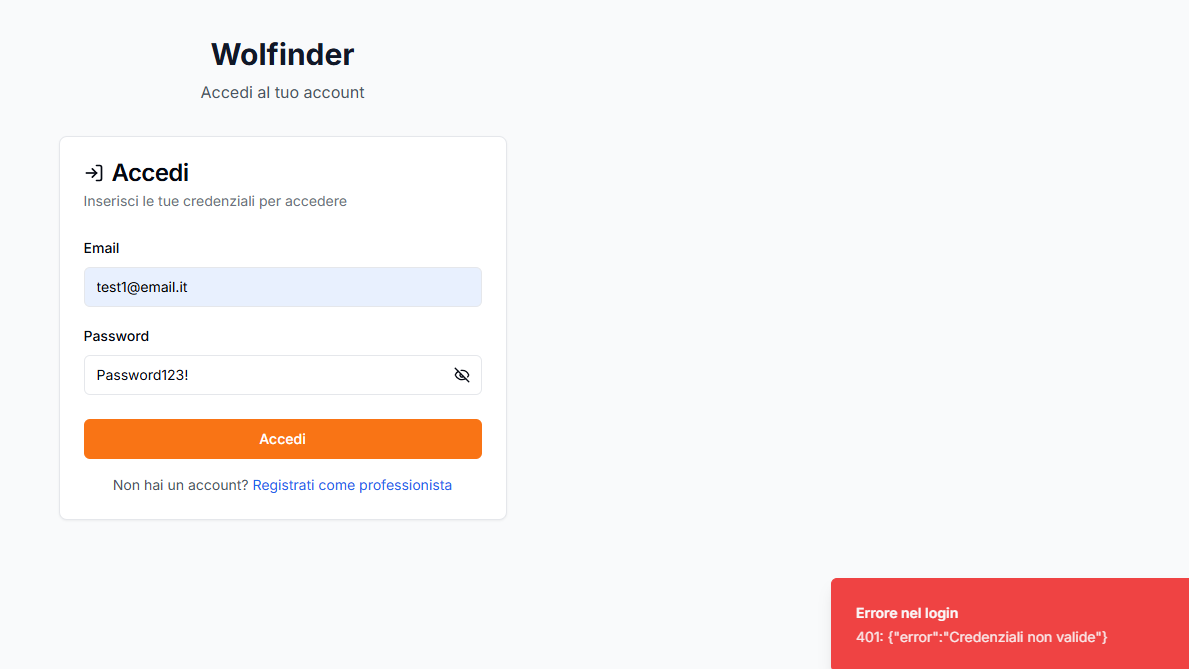 Wolfinder
Accedi al tuo account
Accedi
Inserisci le tue credenziali per accedere
Email
test1@email.it
Password
Password123!
Accedi
Non hai un account? Registrati come professionista
Errore nel login
401: {"error":"Credenziali non valide"}